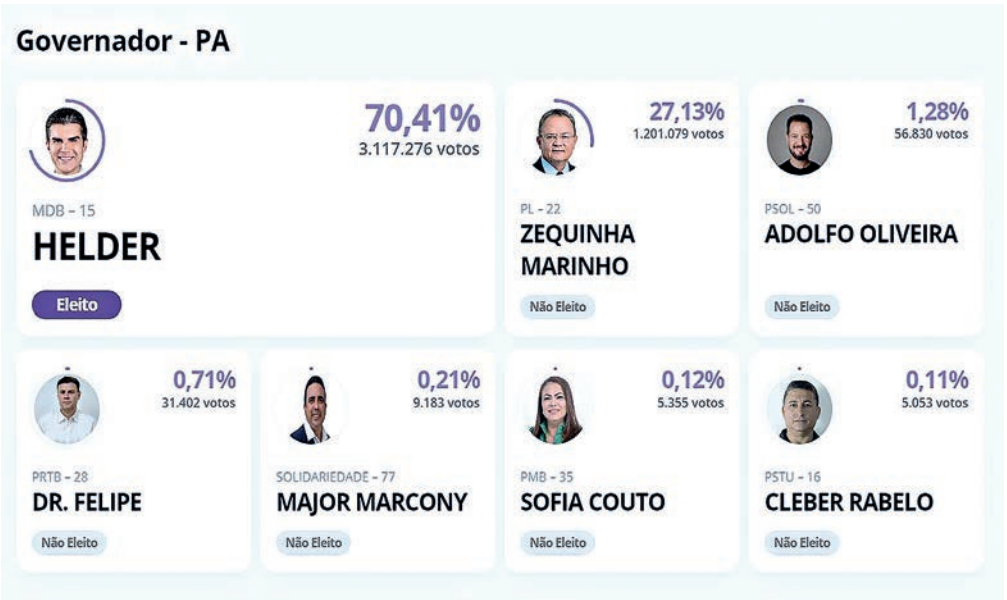 Governador - PA
70,41%
3.117.276 votos
MDB – 15
HELDER
Eleito
27,13%
1.201.079 votos
PL – 22
ZEQUINHA
MARINHO
Não Eleito
1,28%
56.830 votos
PSOL – 50
ADOLFO OLIVEIRA
Não Eleito
0,71%
31.402 votos
PRTB – 28
DR. FELIPE
Não Eleito
0,21%
9.183 votos
SOLIDARIEDADE – 77
MAJOR MARCONY
Não Eleito
0,12%
5.355 votos
PMB – 35
SOFIA COUTO
Não Eleito
0,11%
5.053 votos
PSTU – 16
CLEBER RABELO
Não Eleito